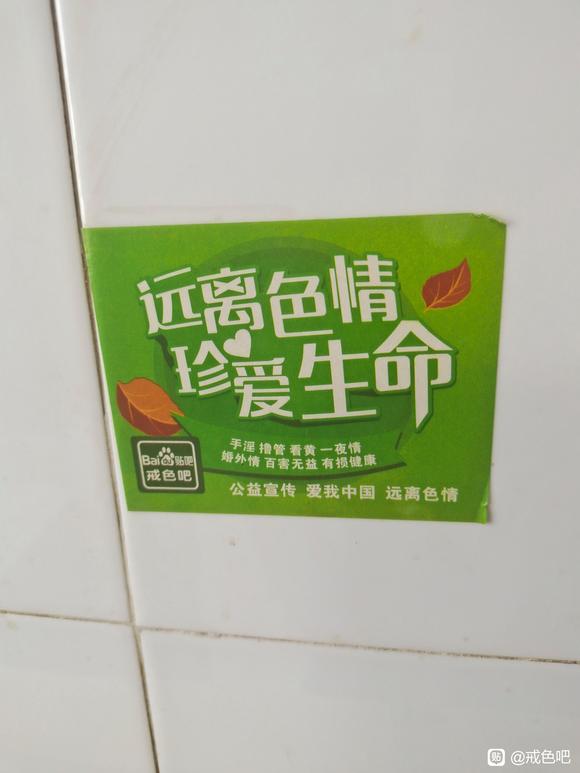 远离色情
珍爱生命
手淫 撸管 看黄 一夜情
婚外情 百害无益 有损健康
Bai贴吧
戒色吧
公益宣传 爱我中国 远离色情
贴 @戒色吧